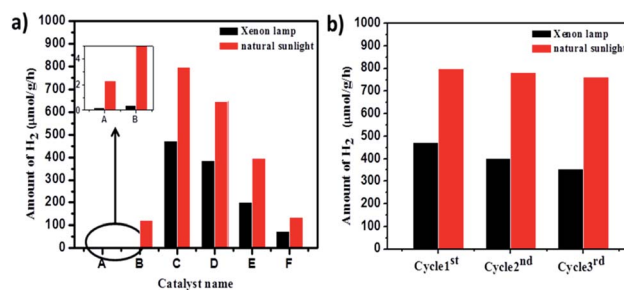 a)
Xenon lamp
natural sunlight
1000
900
800
700
600
500
400
300
200
100
0
4
2
0
A B
A B C D E F
Amount of H2 (μmol/g/h)
Catalyst name
b)
Xenon lamp
natural sunlight
1000
900
800
700
600
500
400
300
200
100
0
Cycle1st Cycle2nd Cycle3rd
Amount of H2 (μmol/g/h)